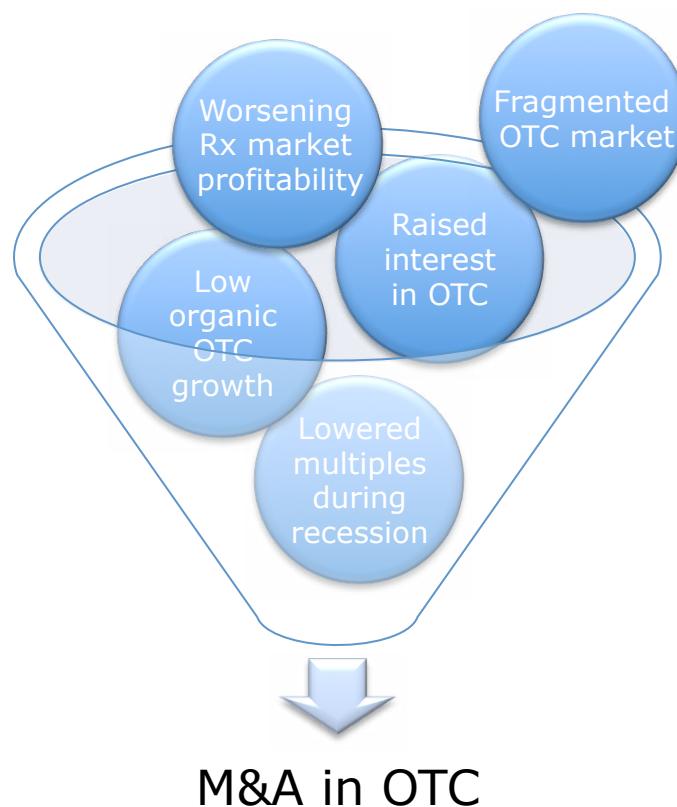 Worsening
Rx market
profitability
Fragmented
OTC market
Raised
interest
in OTC
Low
organic
OTC
growth
Lowered
multiples
during
recession
M&A in OTC